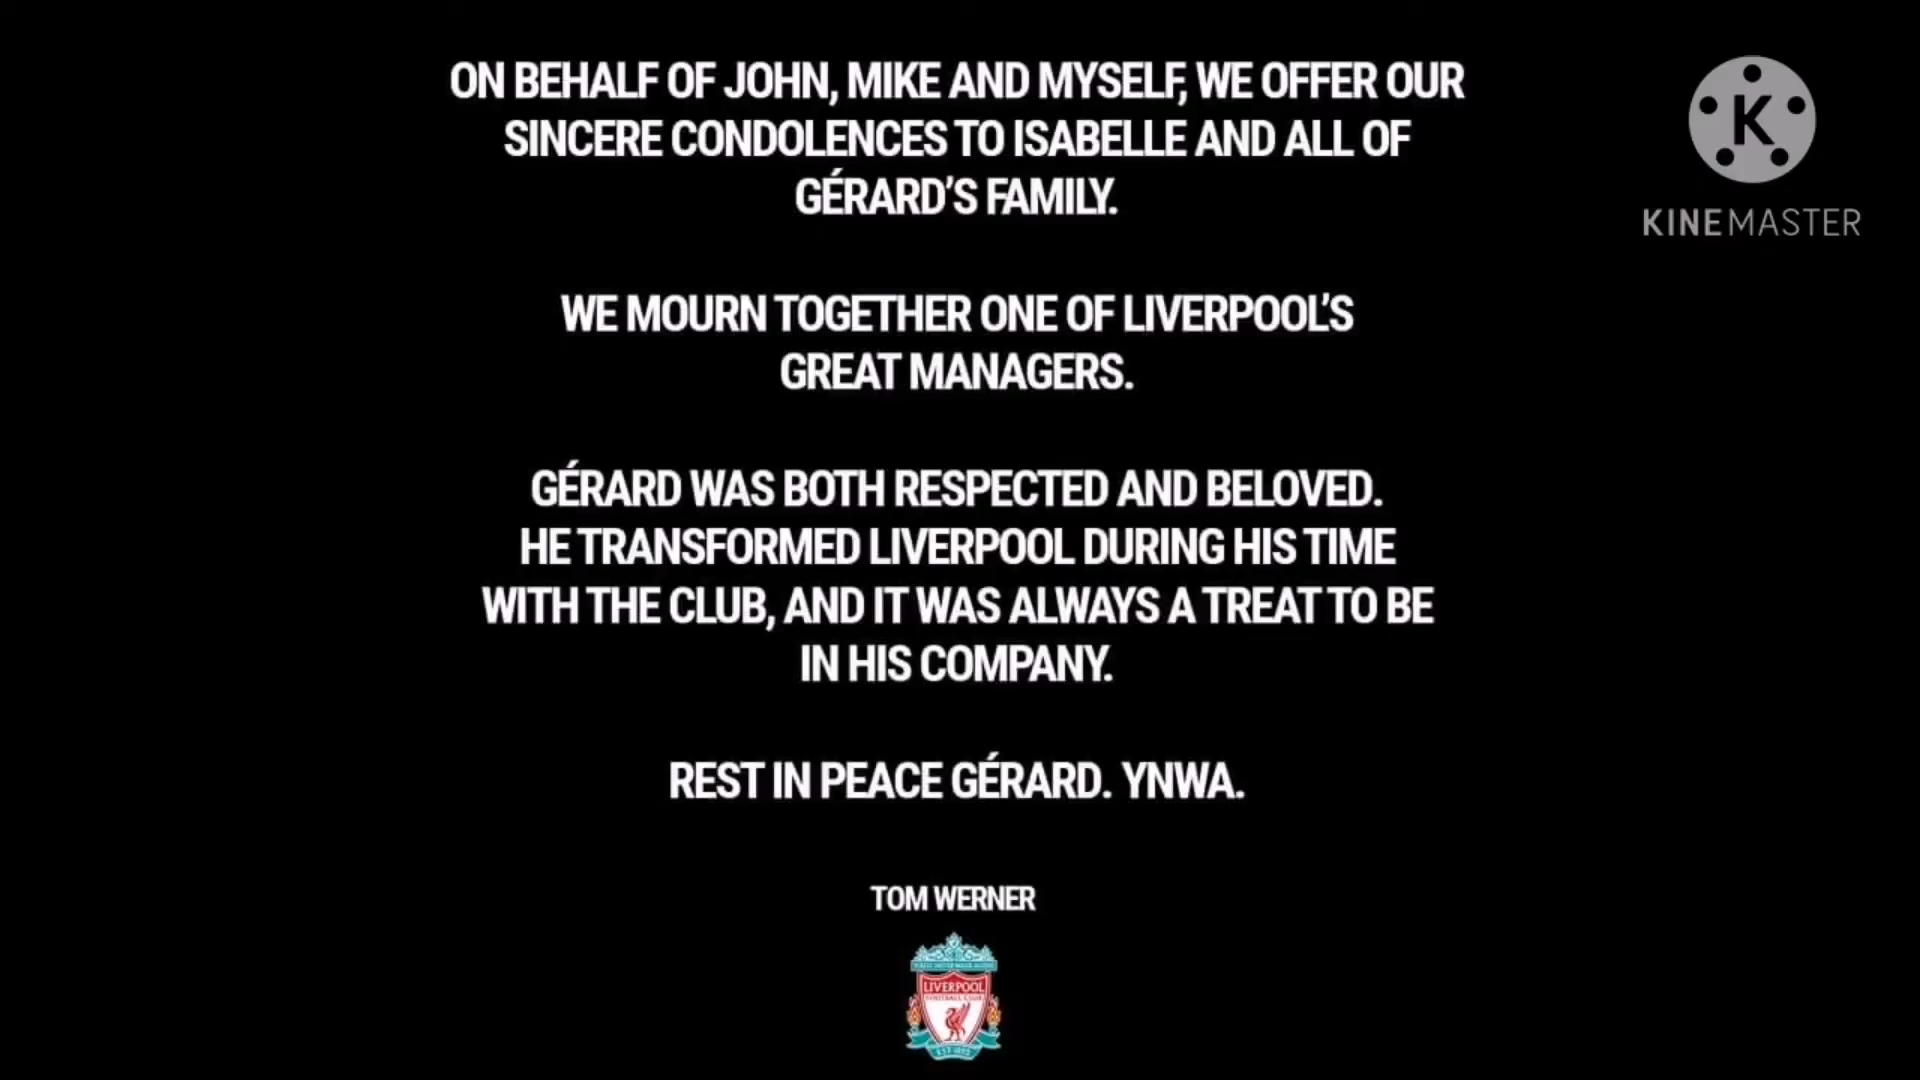 ON BEHALF OF JOHN, MIKE AND MYSELF, WE OFFER OUR
SINCERE CONDOLENCES TO ISABELLE AND ALL OF
GÉRARD'S FAMILY.
WE MOURN TOGETHER ONE OF LIVERPOOL'S
GREAT MANAGERS.
GÉRARD WAS BOTH RESPECTED AND BELOVED.
HE TRANSFORMED LIVERPOOL DURING HIS TIME
WITH THE CLUB, AND IT WAS ALWAYS A TREAT TO BE
IN HIS COMPANY.
REST IN PEACE GÉRARD. YNWA.
TOM WERNER
LIVERPOOL
FOOTBALL CLUB
K
KINEMASTER